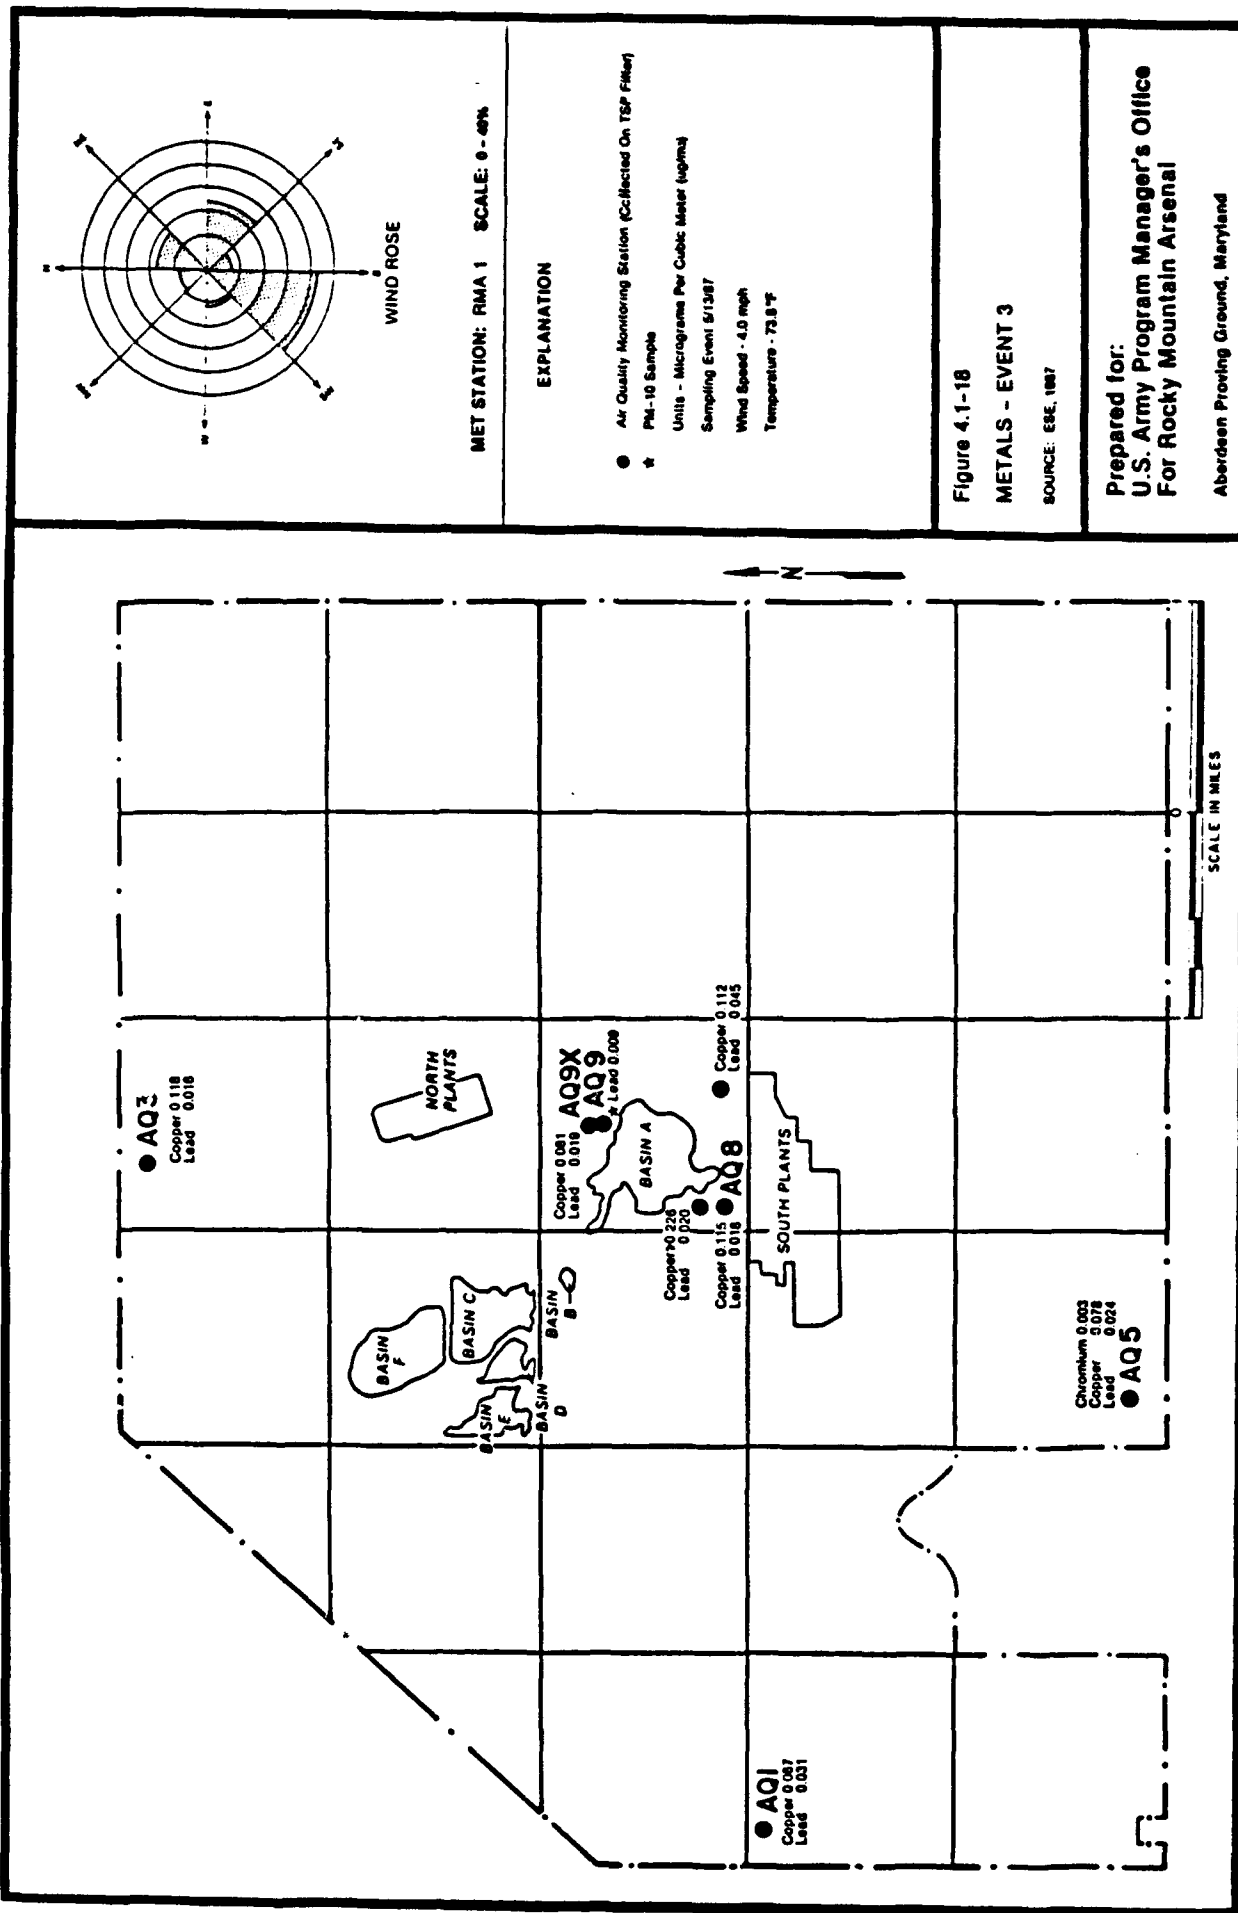 N
E
S
W
WIND ROSE
MET STATION: RMA 1 SCALE: 0 - 40%
EXPLANATION
Air Quality Monitoring Station (Collected On TSP Filter)
PM-10 Sample
Units - Micrograms Per Cubic Meter (ug/m3)
Sampling Event 5/13/87
Wind Speed - 4.0 mph
Temperature - 73.8°F
Figure 4.1-18
METALS - EVENT 3
SOURCE: ESE, 1987
Prepared for:
U.S. Army Program Manager's Office
For Rocky Mountain Arsenal
Aberdeen Proving Ground, Maryland
N
AQ3
Copper 0.118
Lead 0.016
NORTH
PLANTS
BASIN
F
BASIN C
BASIN
E
BASIN
D
BASIN
B
Copper 0.081
Lead 0.019
AQ9X
AQ9
Lead 0.009
BASIN A
Copper 0.226
Lead 0.020
Copper 0.115
Lead 0.018
AQ8
Copper 0.112
Lead 0.045
SOUTH PLANTS
AQ1
Copper 0.087
Lead 0.031
Chromium 0.003
Copper 0.078
Lead 0.024
AQ5
0
SCALE IN MILES